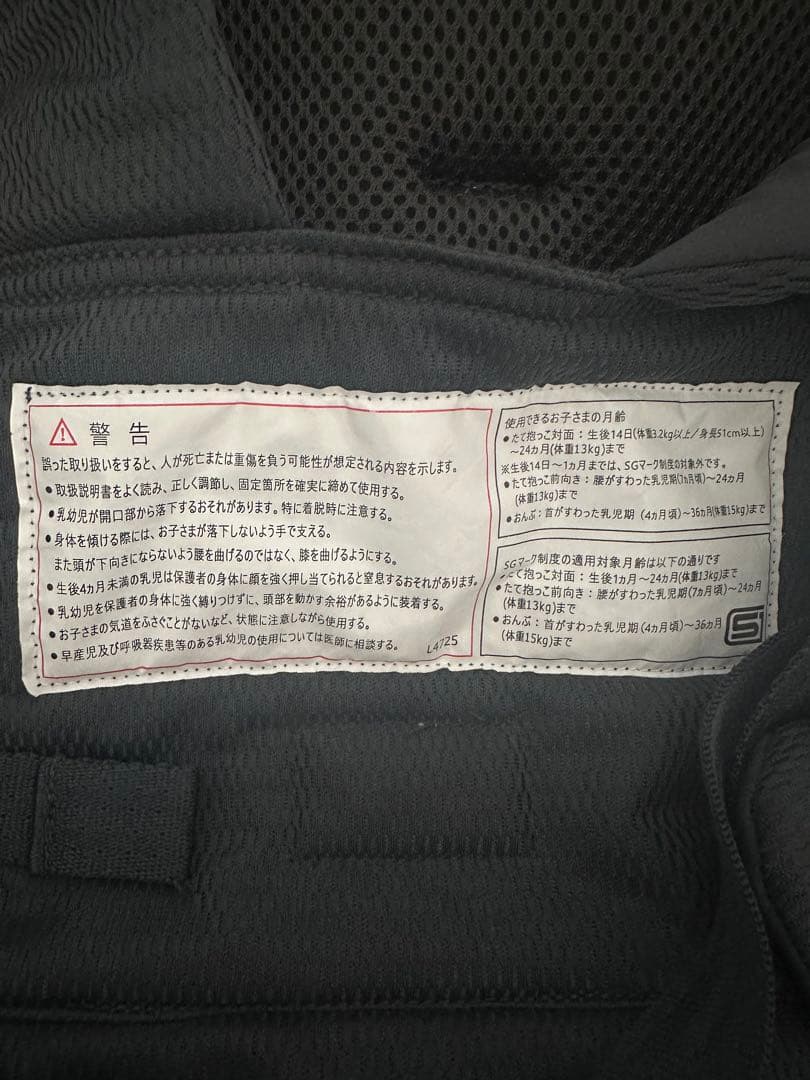 警告
誤った取り扱いをすると、人が死亡または重傷を負う可能性が想定される内容を示します。
●取扱説明書をよく読み、正しく調節し、固定箇所を確実に締めて使用する。
●乳幼児が開口部から落下するおそれがあります。特に着脱時に注意する。
●身体を傾ける際には、お子さまが落下しないよう手で支える。
また頭が下向きにならないよう腰を曲げるのではなく、膝を曲げるようにする。
●生後4ヵ月未満の乳児は保護者の身体に顔を強く押し当てられると窒息するおそれがあります。
●乳幼児を保護者の身体に強く縛りつけずに、頭部を動かす余裕があるように装着する。
●お子さまの気道をふさぐことがないなど、状態に注意しながら使用する。
●早産児及び呼吸器疾患等のある乳幼児の使用については医師に相談する。
L4725
使用できるお子さまの月齢
●たて抱っこ対面：生後14日(体重3.2kg以上/身長51cm以上)
～24ヵ月(体重13kg)まで
※生後14日～1ヵ月までは、SGマーク制度の対象外です。
●たて抱っこ前向き：腰がすわった乳児期(7ヵ月頃)～24ヵ月
(体重13kg)まで
●おんぶ：首がすわった乳児期（4ヵ月頃)～36ヵ月(体重15kg)まで
SGマーク制度の適用対象月齢は以下の通りです
●たて抱っこ対面：生後1ヵ月～24ヵ月(体重13kg)まで
●たて抱っこ前向き：腰がすわった乳児期(7ヵ月頃)～24ヵ月
(体重13kg)まで
●おんぶ：首がすわった乳児期（4ヵ月頃)～36ヵ月
(体重15kg)まで